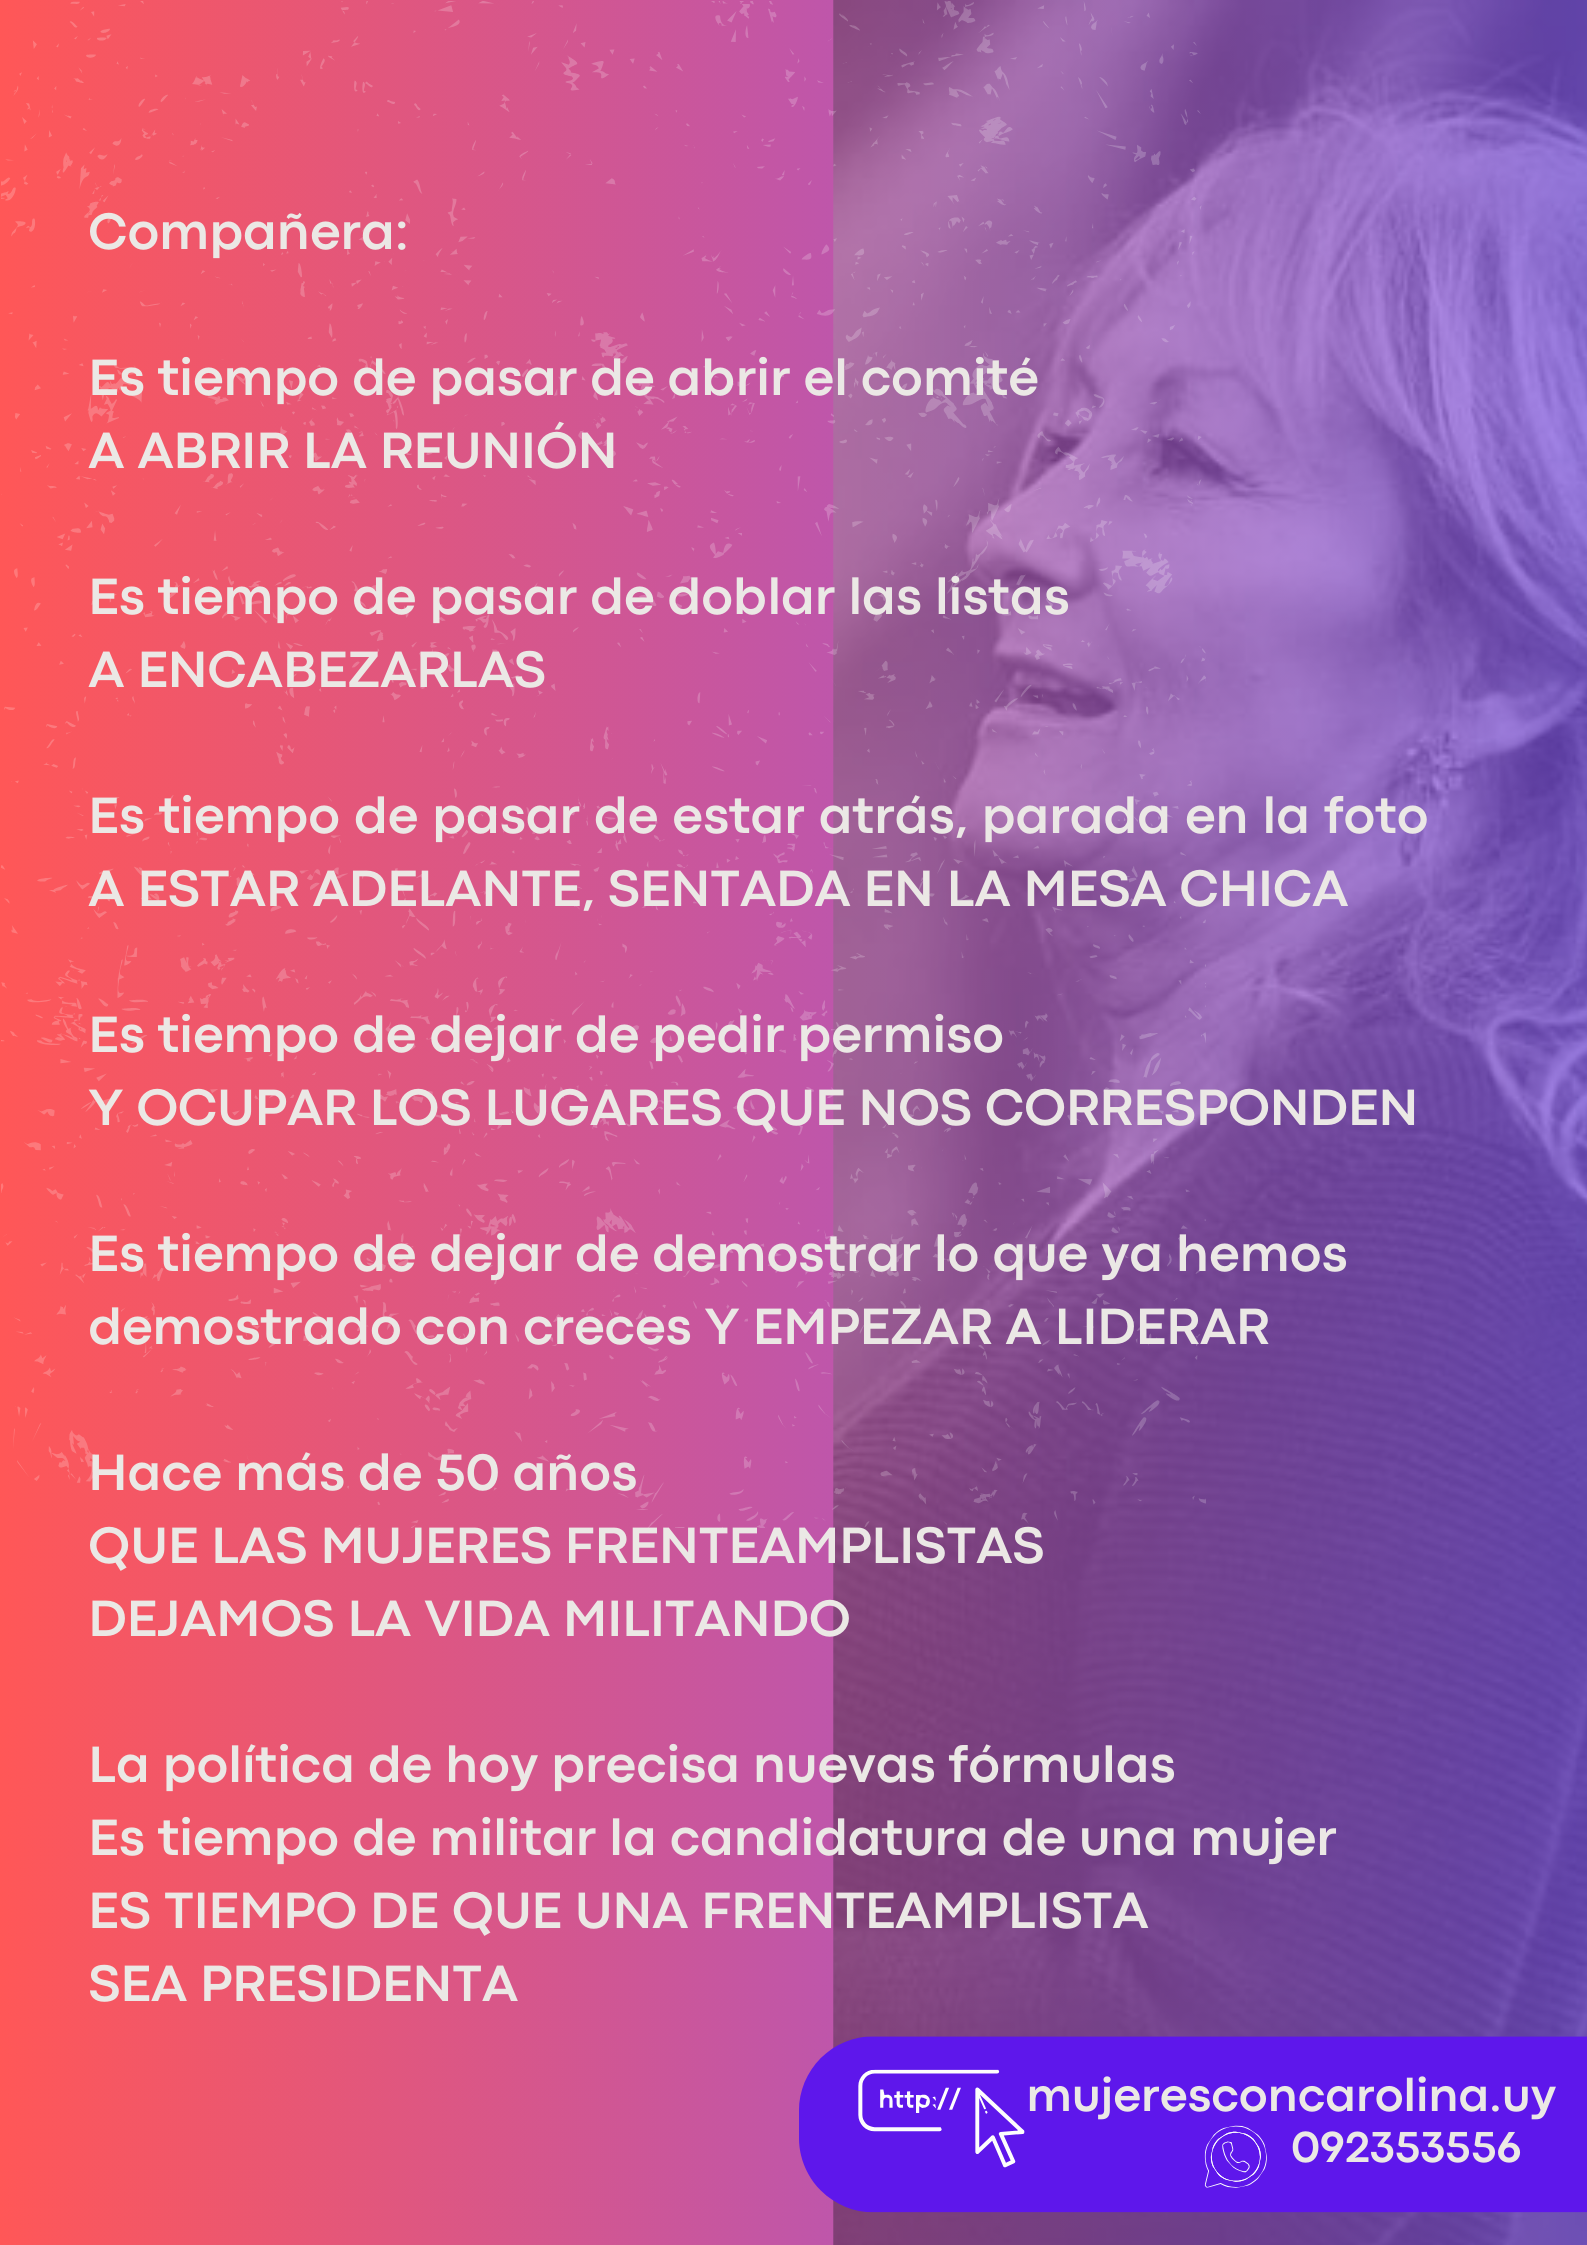 Compañera:
Es tiempo de pasar de abrir el comité
A ABRIR LA REUNIÓN
Es tiempo de pasar de doblar las listas
A ENCABEZARLAS
Es tiempo de pasar de estar atrás, parada en la foto
A ESTAR ADELANTE, SENTADA EN LA MESA CHICA
Es tiempo de dejar de pedir permiso
Y OCUPAR LOS LUGARES QUE NOS CORRESPONDEN
Es tiempo de dejar de demostrar lo que ya hemos
demostrado con creces Y EMPEZAR A LIDERAR
Hace más de 50 años
QUE LAS MUJERES FRENTEAMPLISTAS
DEJAMOS LA VIDA MILITANDO
La política de hoy precisa nuevas fórmulas
Es tiempo de militar la candidatura de una mujer
ES TIEMPO DE QUE UNA FRENTEAMPLISTA
SEA PRESIDENTA
http://
mujeresconcarolina.uy
092353556